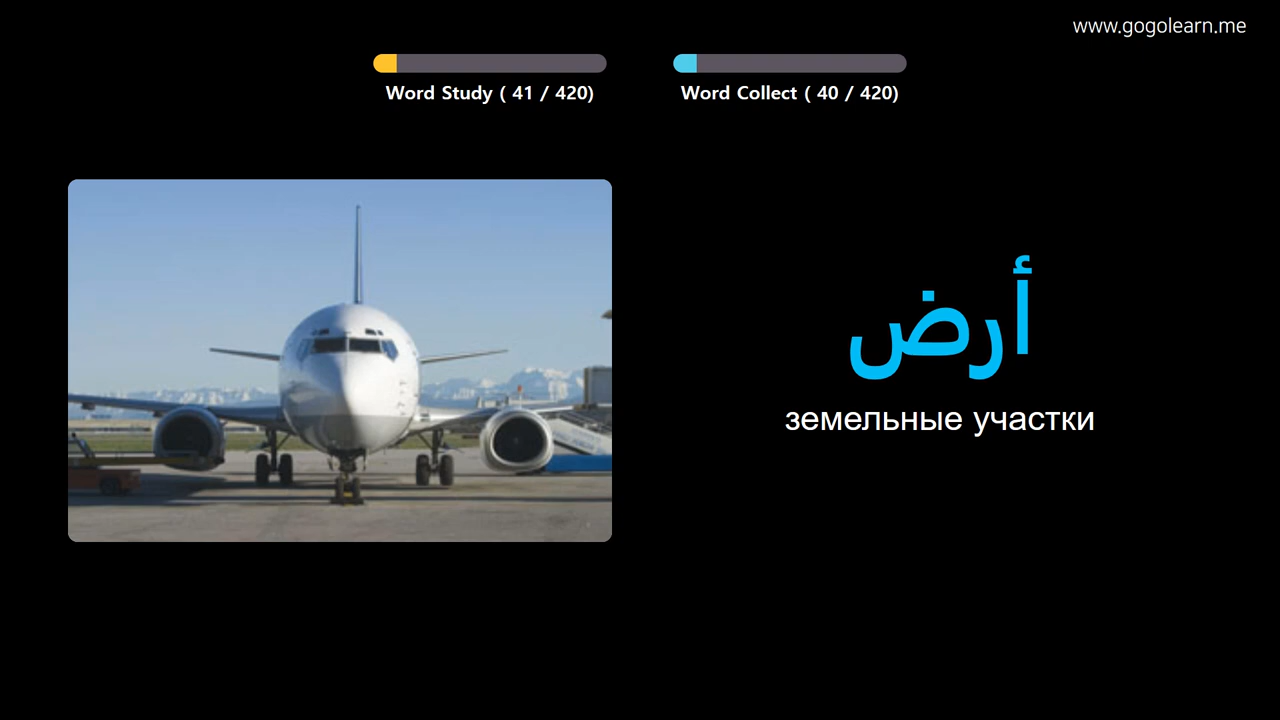 www.gogolearn.me
Word Study ( 41 / 420)
Word Collect ( 40 / 420)
أرض
земельные участки